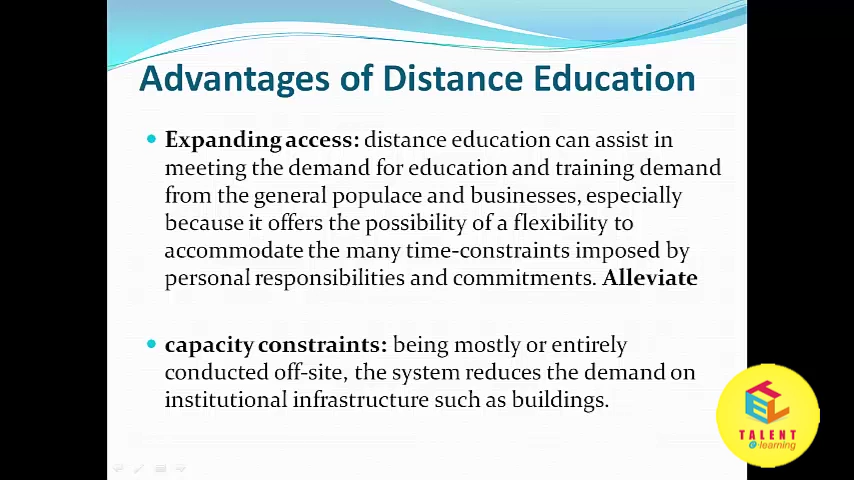 Advantages of Distance Education
Expanding access: distance education can assist in
meeting the demand for education and training demand
from the general populace and businesses, especially
because it offers the possibility of a flexibility to
accommodate the many time-constraints imposed by
personal responsibilities and commitments. Alleviate
capacity constraints: being mostly or entirely
conducted off-site, the system reduces the demand on
institutional infrastructure such as buildings.
TEL
TALENT
e-learning